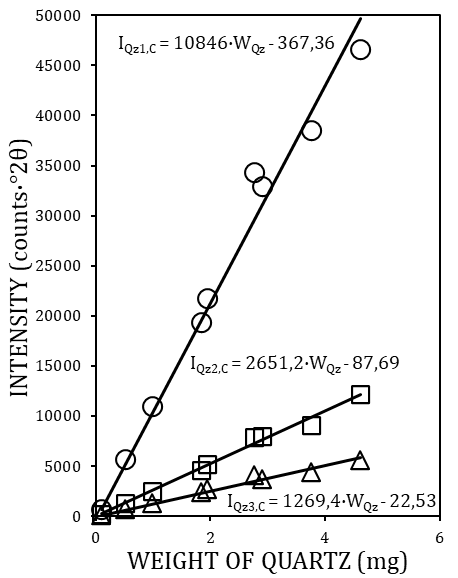 50000
I_Qz1,C = 10846·W_Qz - 367,36
45000
40000
35000
30000
25000
20000
15000
I_Qz2,C = 2651,2·W_Qz - 87,69
10000
5000
I_Qz3,C = 1269,4·W_Qz - 22,53
0
0 2 4 6
WEIGHT OF QUARTZ (mg)
INTENSITY (counts·°2θ)